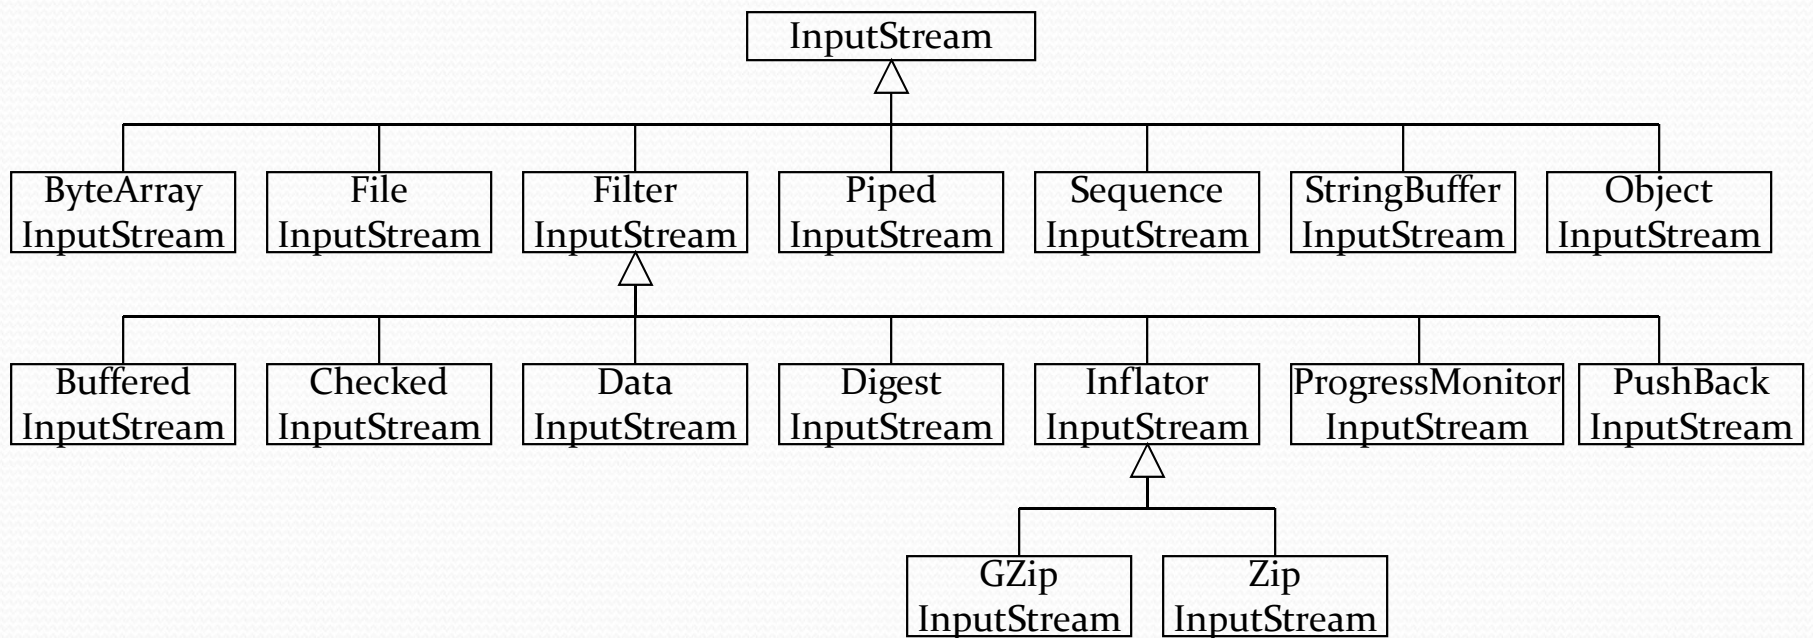 InputStream
ByteArray
InputStream
File
InputStream
Filter
InputStream
Piped
InputStream
Sequence
InputStream
StringBuffer
InputStream
Object
InputStream
Buffered
InputStream
Checked
InputStream
Data
InputStream
Digest
InputStream
Inflator
InputStream
ProgressMonitor
InputStream
PushBack
InputStream
GZip
InputStream
Zip
InputStream